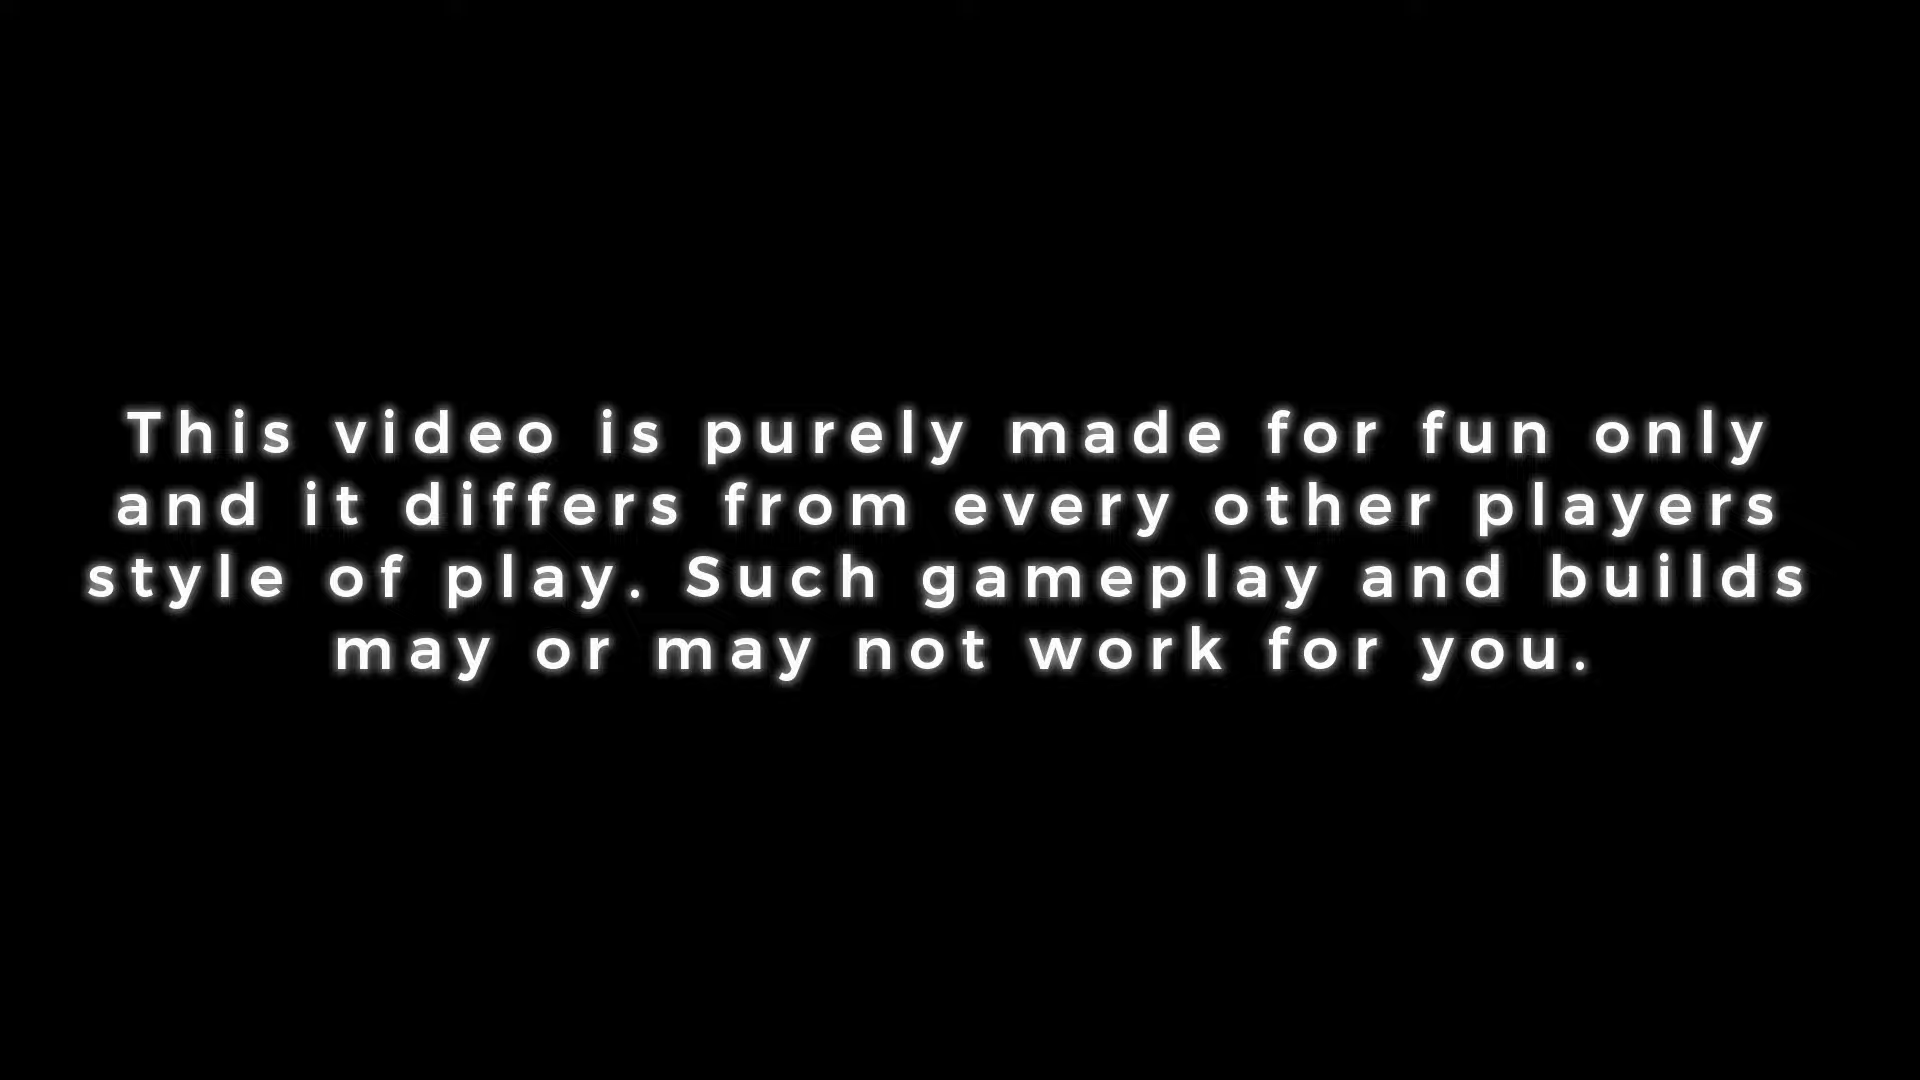 This video is purely made for fun only
and it differs from every other players
style of play. Such gameplay and builds
may or may not work for you.